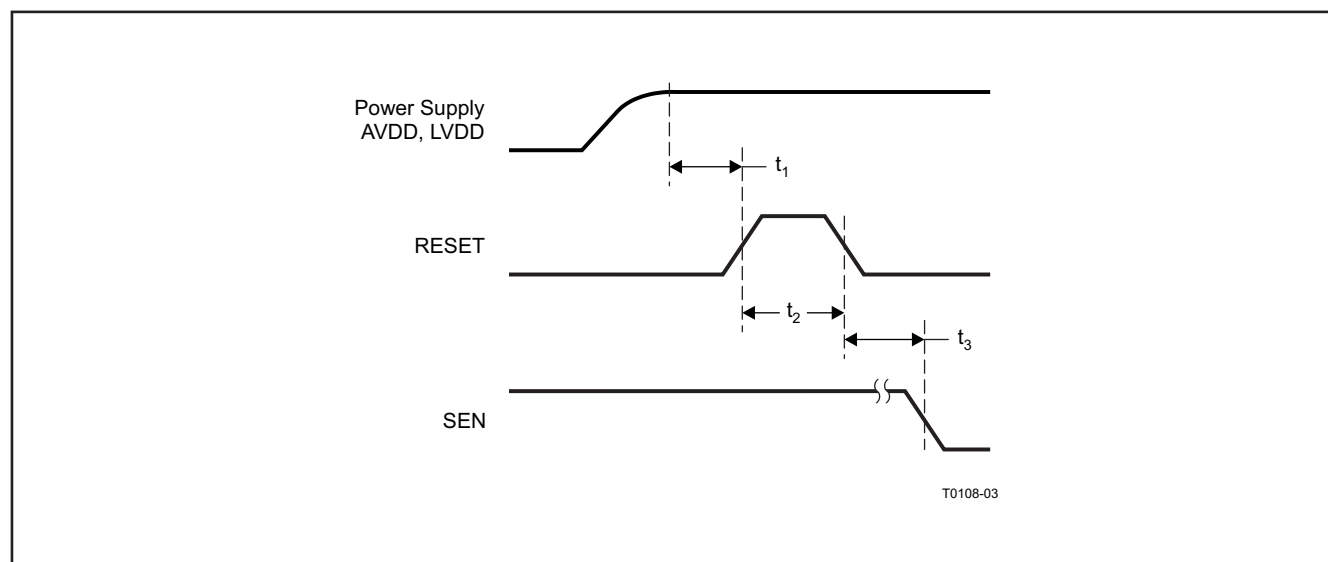 Power Supply
AVDD, LVDD
t1
RESET
t2
t3
SEN
T0108-03